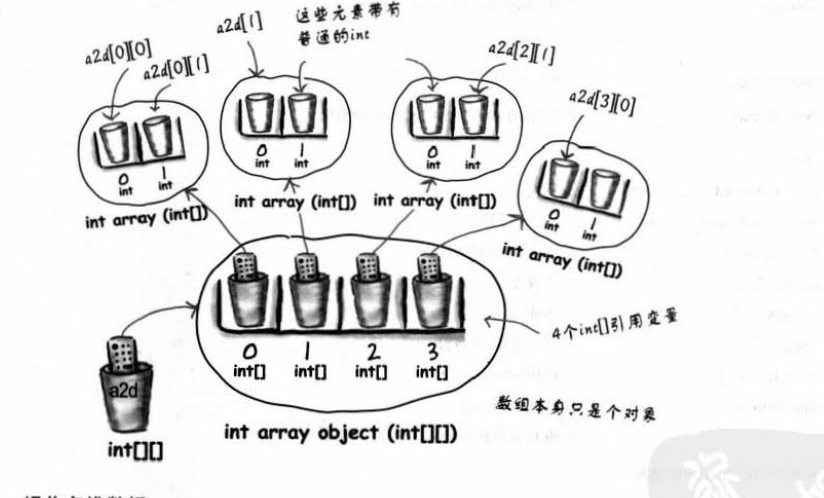 a2d[0][0]
a2d[0][1]
a2d[1]
这些元素带有
普通的int
a2d[2][1]
a2d[3][0]
0 1
int int
int array (int[])
0 1
int int
int array (int[])
0 1
int int
int array (int[])
0 1
int int
int array (int[])
0 1 2 3
int[] int[] int[] int[]
4个int[]引用变量
a2d
int[][]
int array object (int[][])
数组本身只是个对象